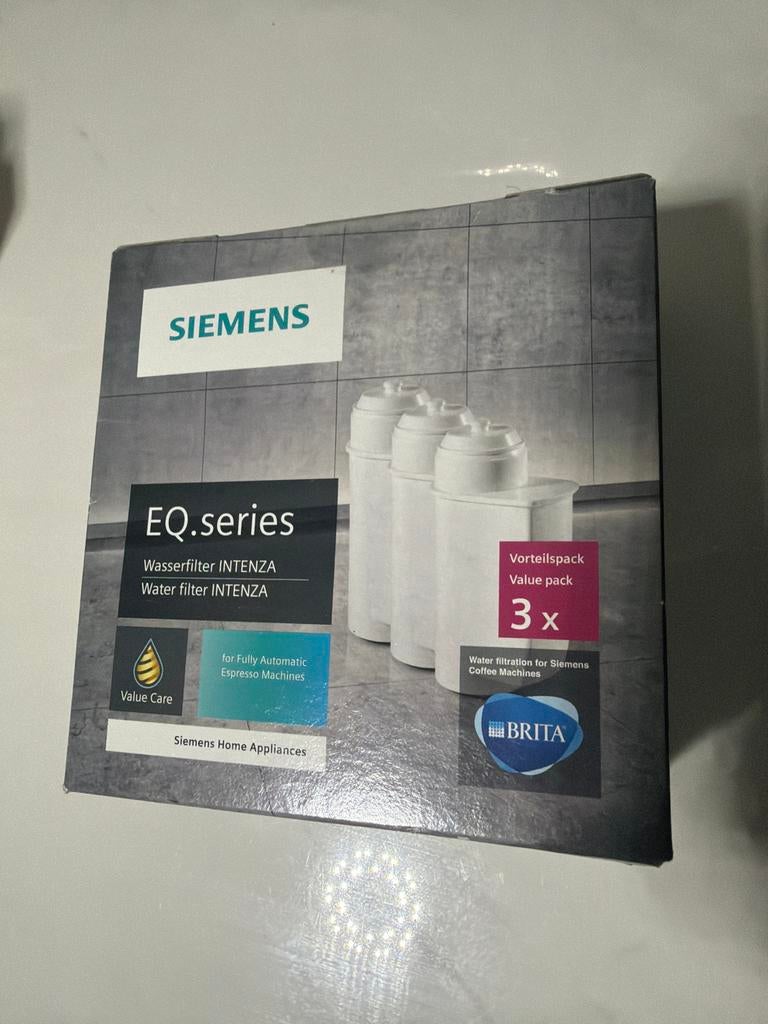 SIEMENS
EQ.series
Wasserfilter INTENZA
Water filter INTENZA
Value Care
for Fully Automatic
Espresso Machines
Siemens Home Appliances
Vorteilspack
Value pack
3 x
Water filtration for Siemens
Coffee Machines
BRITA